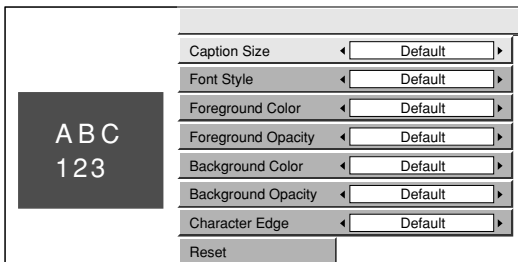 ABC
123
Caption Size Default
Font Style Default
Foreground Color Default
Foreground Opacity Default
Background Color Default
Background Opacity Default
Character Edge Default
Reset